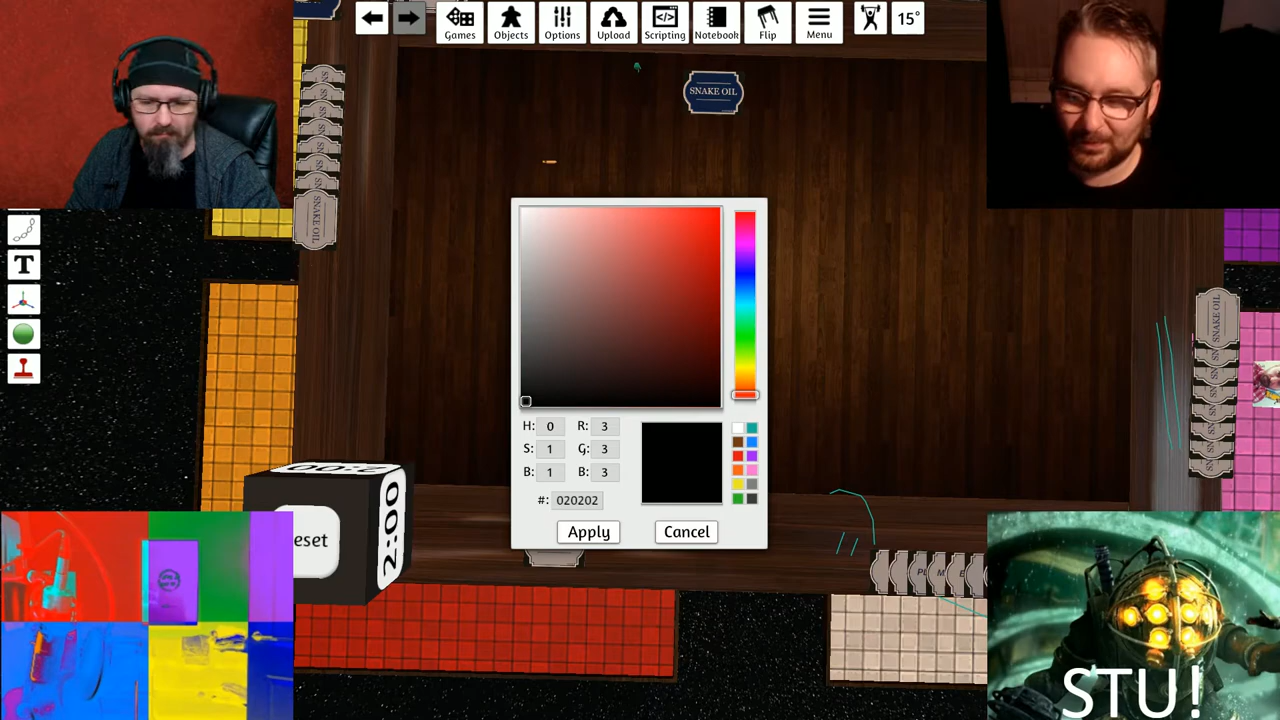 Games
Objects
Options
Upload
Scripting
Notebook
Flip
Menu
15°
SNAKE OIL
SNAKE OIL
SNAKE OIL
T
H: 0 R: 3
S: 1 G: 3
B: 1 B: 3
#: 020202
Apply
Cancel
2:00
2:00
eset
STU!